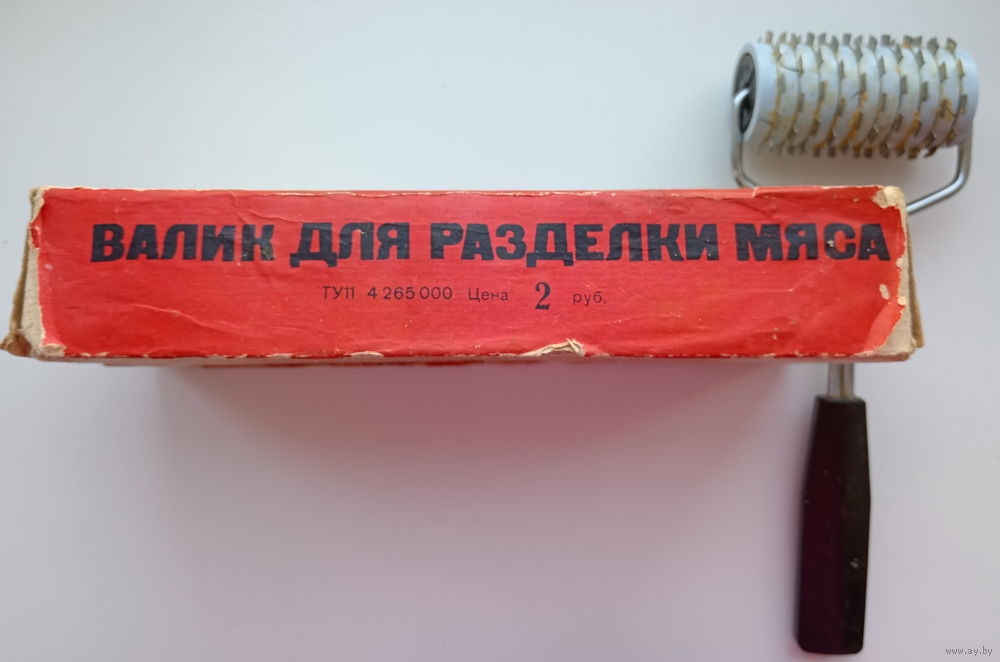 ВАЛИК ДЛЯ РАЗДЕЛКИ МЯСА
ТУ11 4 265 000 Цена 2 руб.
www.ay.by